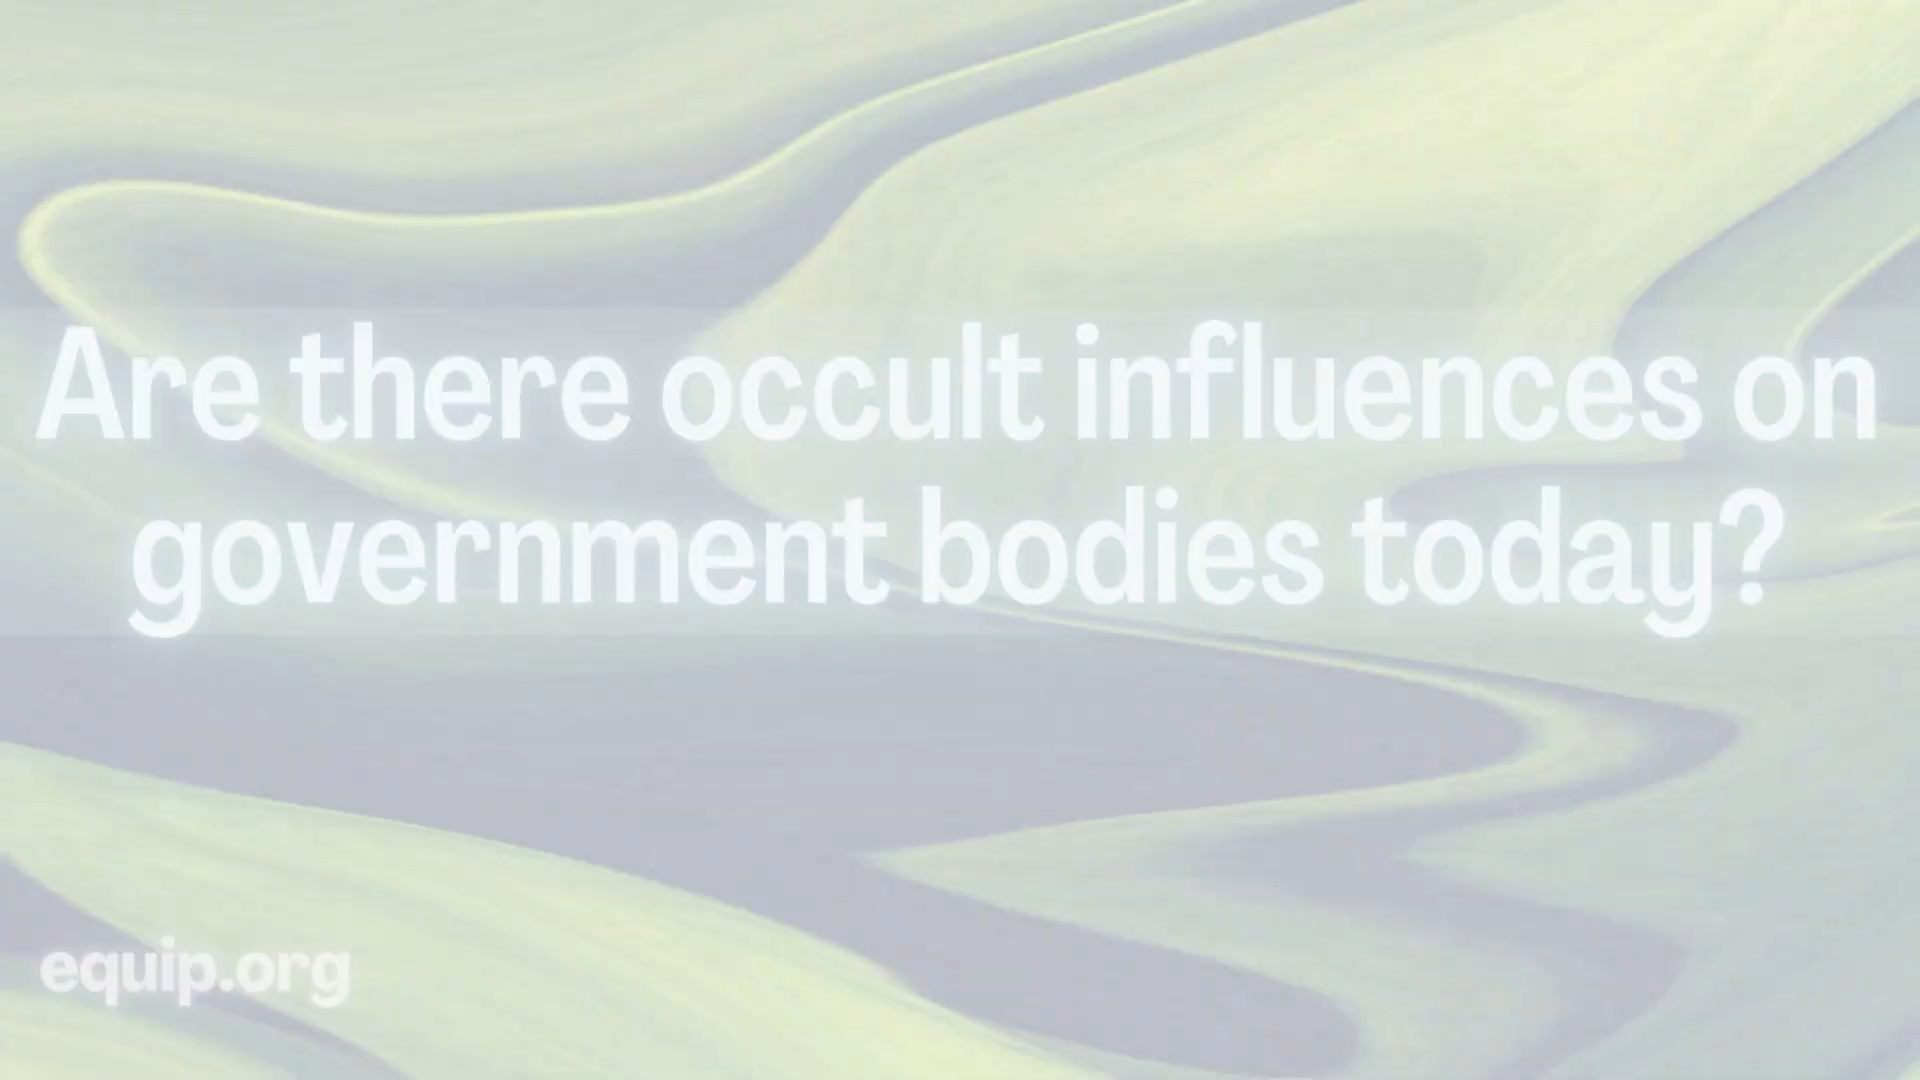 Are there occult influences on
government bodies today?
equip.org